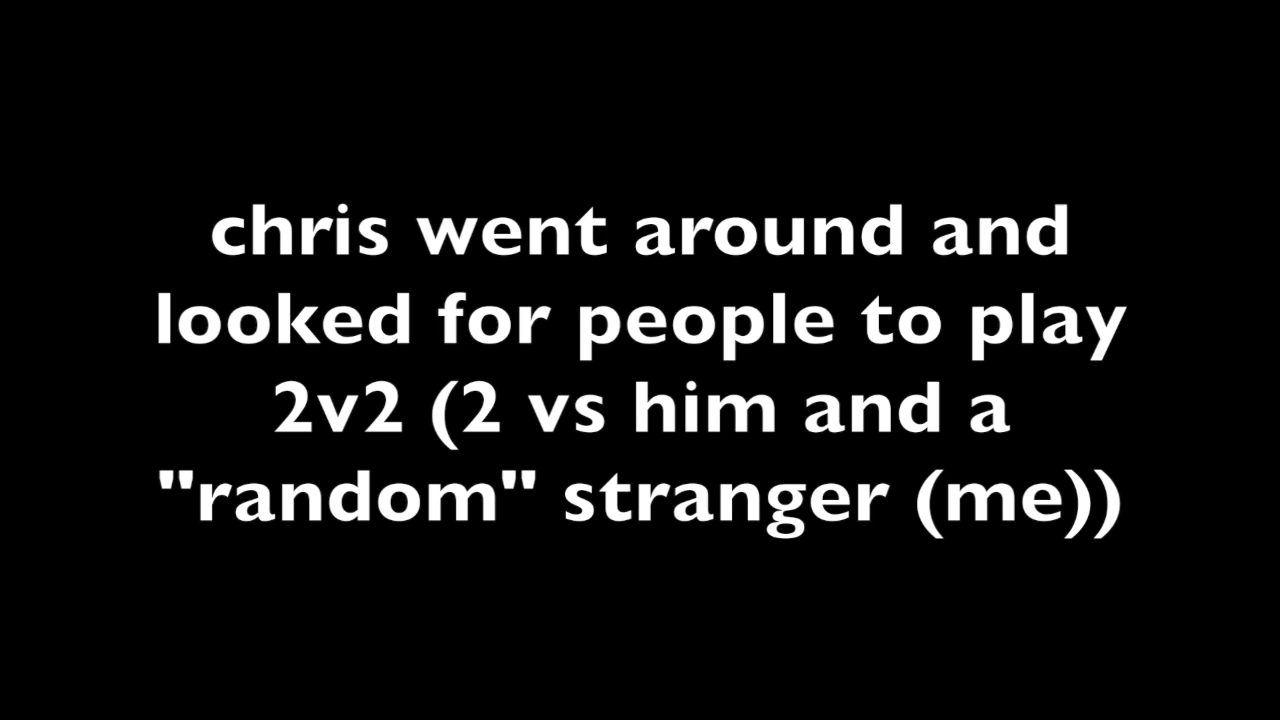 chris went around and
looked for people to play
2v2 (2 vs him and a
"random" stranger (me))